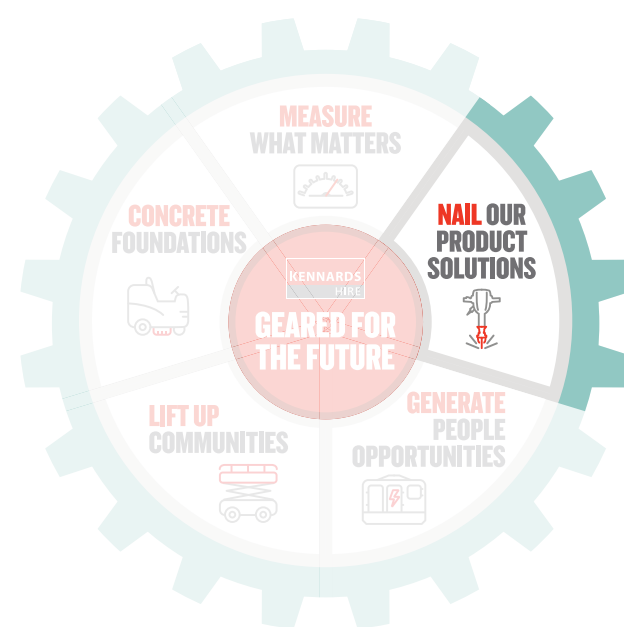 MEASURE
WHAT MATTERS
NAIL OUR
PRODUCT
SOLUTIONS
GENERATE
PEOPLE
OPPORTUNITIES
LIFT UP
COMMUNITIES
CONCRETE
FOUNDATIONS
KENNARDS
HIRE
GEARED FOR
THE FUTURE